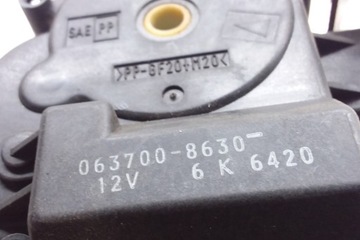 SAE PP
>PP-GF20+M20<
063700-8630-
12V 6 K 6420